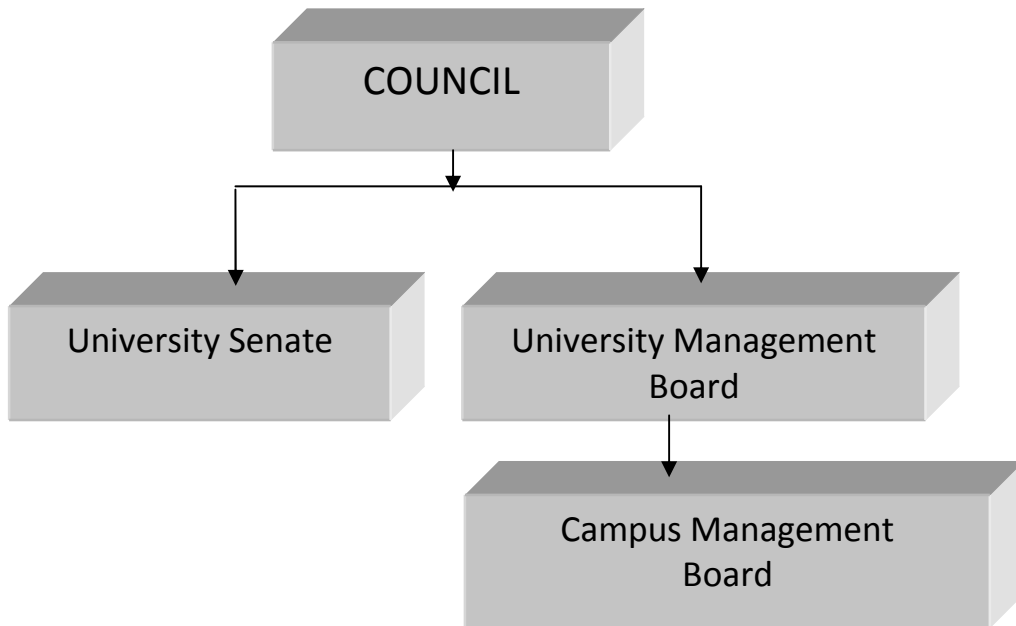 COUNCIL
University Senate
University Management
Board
Campus Management
Board